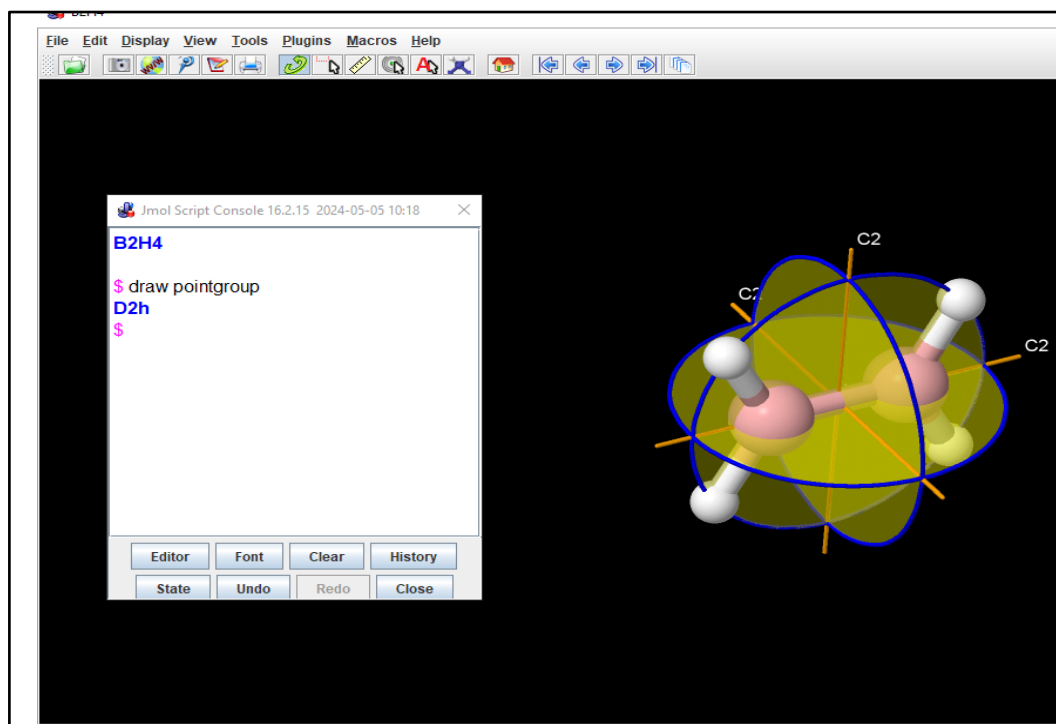 B2H4
File Edit Display View Tools Plugins Macros Help
Jmol Script Console 16.2.15 2024-05-05 10:18
B2H4
$ draw pointgroup
D2h
$
Editor Font Clear History
State Undo Redo Close
C2
C2
C2